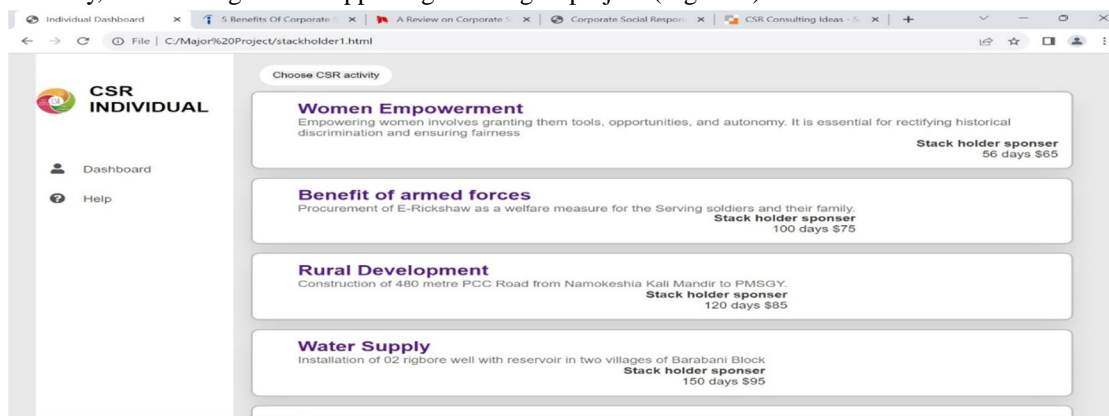 Individual Dashboard
5 Benefits Of Corporate S
A Review on Corporate S
Corporate Social Respon
CSR Consulting Ideas - S
File | C:/Major%20Project/stackholder1.html
CSR
INDIVIDUAL
Dashboard
Help
Choose CSR activity
Women Empowerment
Empowering women involves granting them tools, opportunities, and autonomy. It is essential for rectifying historical
discrimination and ensuring fairness
Stack holder sponser
56 days $65
Benefit of armed forces
Procurement of E-Rickshaw as a welfare measure for the Serving soldiers and their family.
Stack holder sponser
100 days $75
Rural Development
Construction of 480 metre PCC Road from Namokeshia Kali Mandir to PMSGY.
Stack holder sponser
120 days $85
Water Supply
Installation of 02 rigbore well with reservoir in two villages of Barabani Block
Stack holder sponser
150 days $95